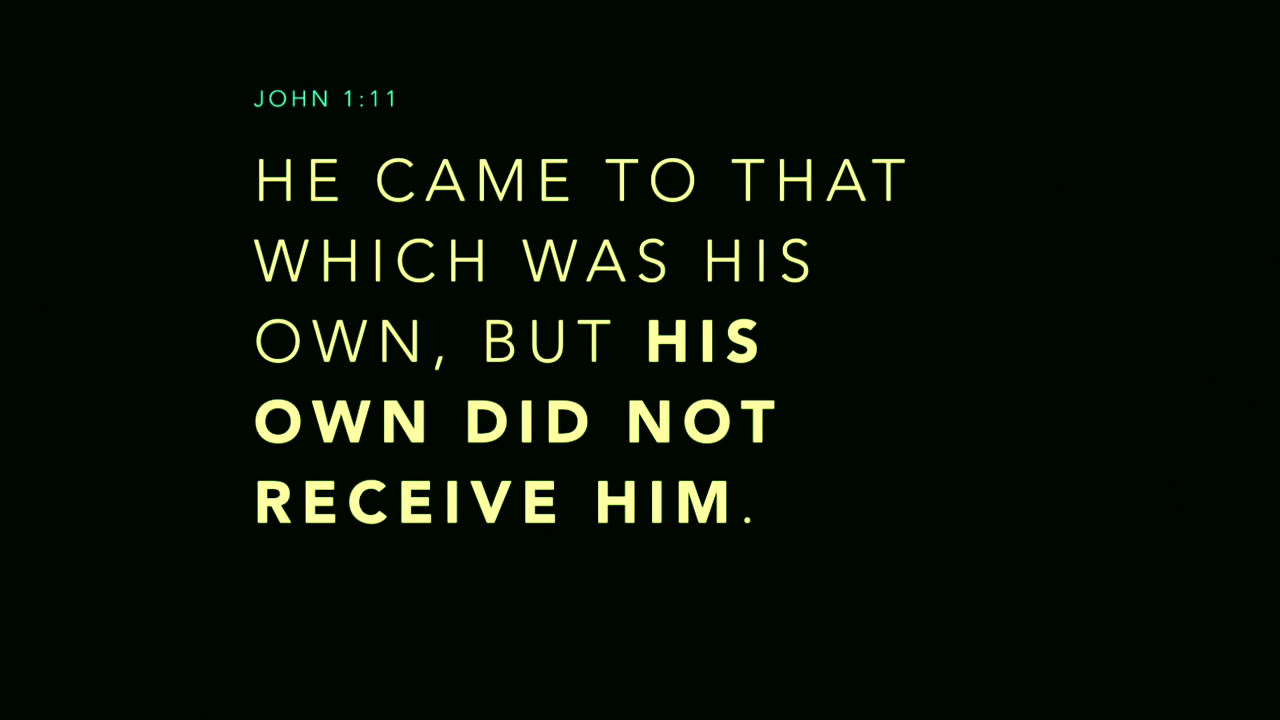 JOHN 1:11
HE CAME TO THAT
WHICH WAS HIS
OWN, BUT HIS
OWN DID NOT
RECEIVE HIM.